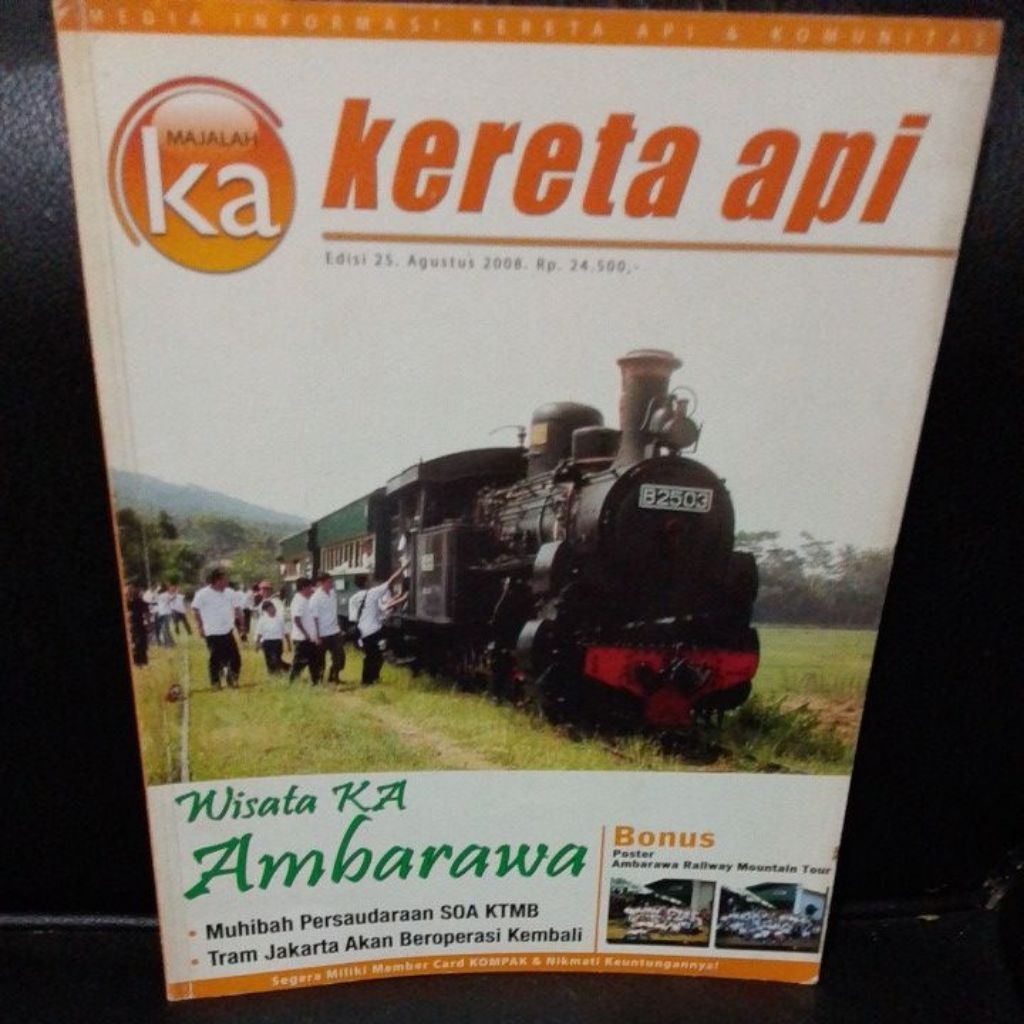 MEDIA INFORMASI KERETA API & KOMUNITAS
MAJALAH
ka
kereta api
Edisi 25. Agustus 2008. Rp. 24.500,-
B2503
Wisata KA
Ambarawa
• Muhibah Persaudaraan SOA KTMB
• Tram Jakarta Akan Beroperasi Kembali
Bonus
Poster
Ambarawa Railway Mountain Tour
Segera Miliki Member Card KOMPAK & Nikmati Keuntungannya!